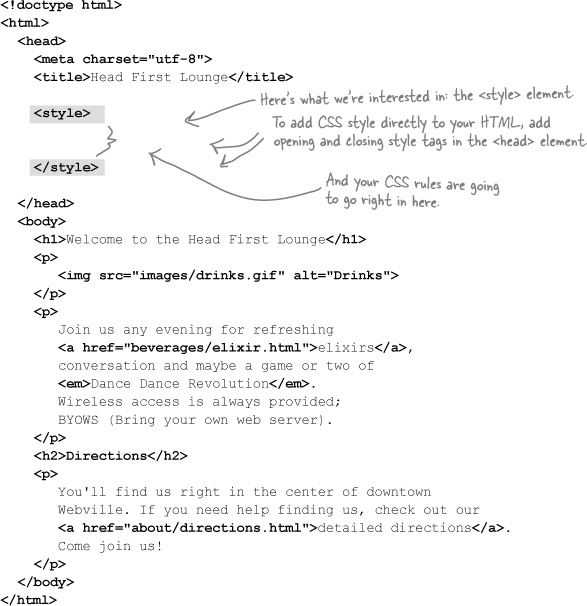 <!doctype html>
<html>
<head>
<meta charset="utf-8">
<title>Head First Lounge</title>
<style>
Here's what we're interested in: the <style> element.
To add CSS style directly to your HTML, add
opening and closing style tags in the <head> element.
</style>
And your CSS rules are going
to go right in here.
</head>
<body>
<h1>Welcome to the Head First Lounge</h1>
<p>
<img src="images/drinks.gif" alt="Drinks">
</p>
<p>
Join us any evening for refreshing
<a href="beverages/elixir.html">elixirs</a>,
conversation and maybe a game or two of
<em>Dance Dance Revolution</em>.
Wireless access is always provided;
BYOWS (Bring your own web server).
</p>
<h2>Directions</h2>
<p>
You'll find us right in the center of downtown
Webville. If you need help finding us, check out our
<a href="about/directions.html">detailed directions</a>.
Come join us!
</p>
</body>
</html>